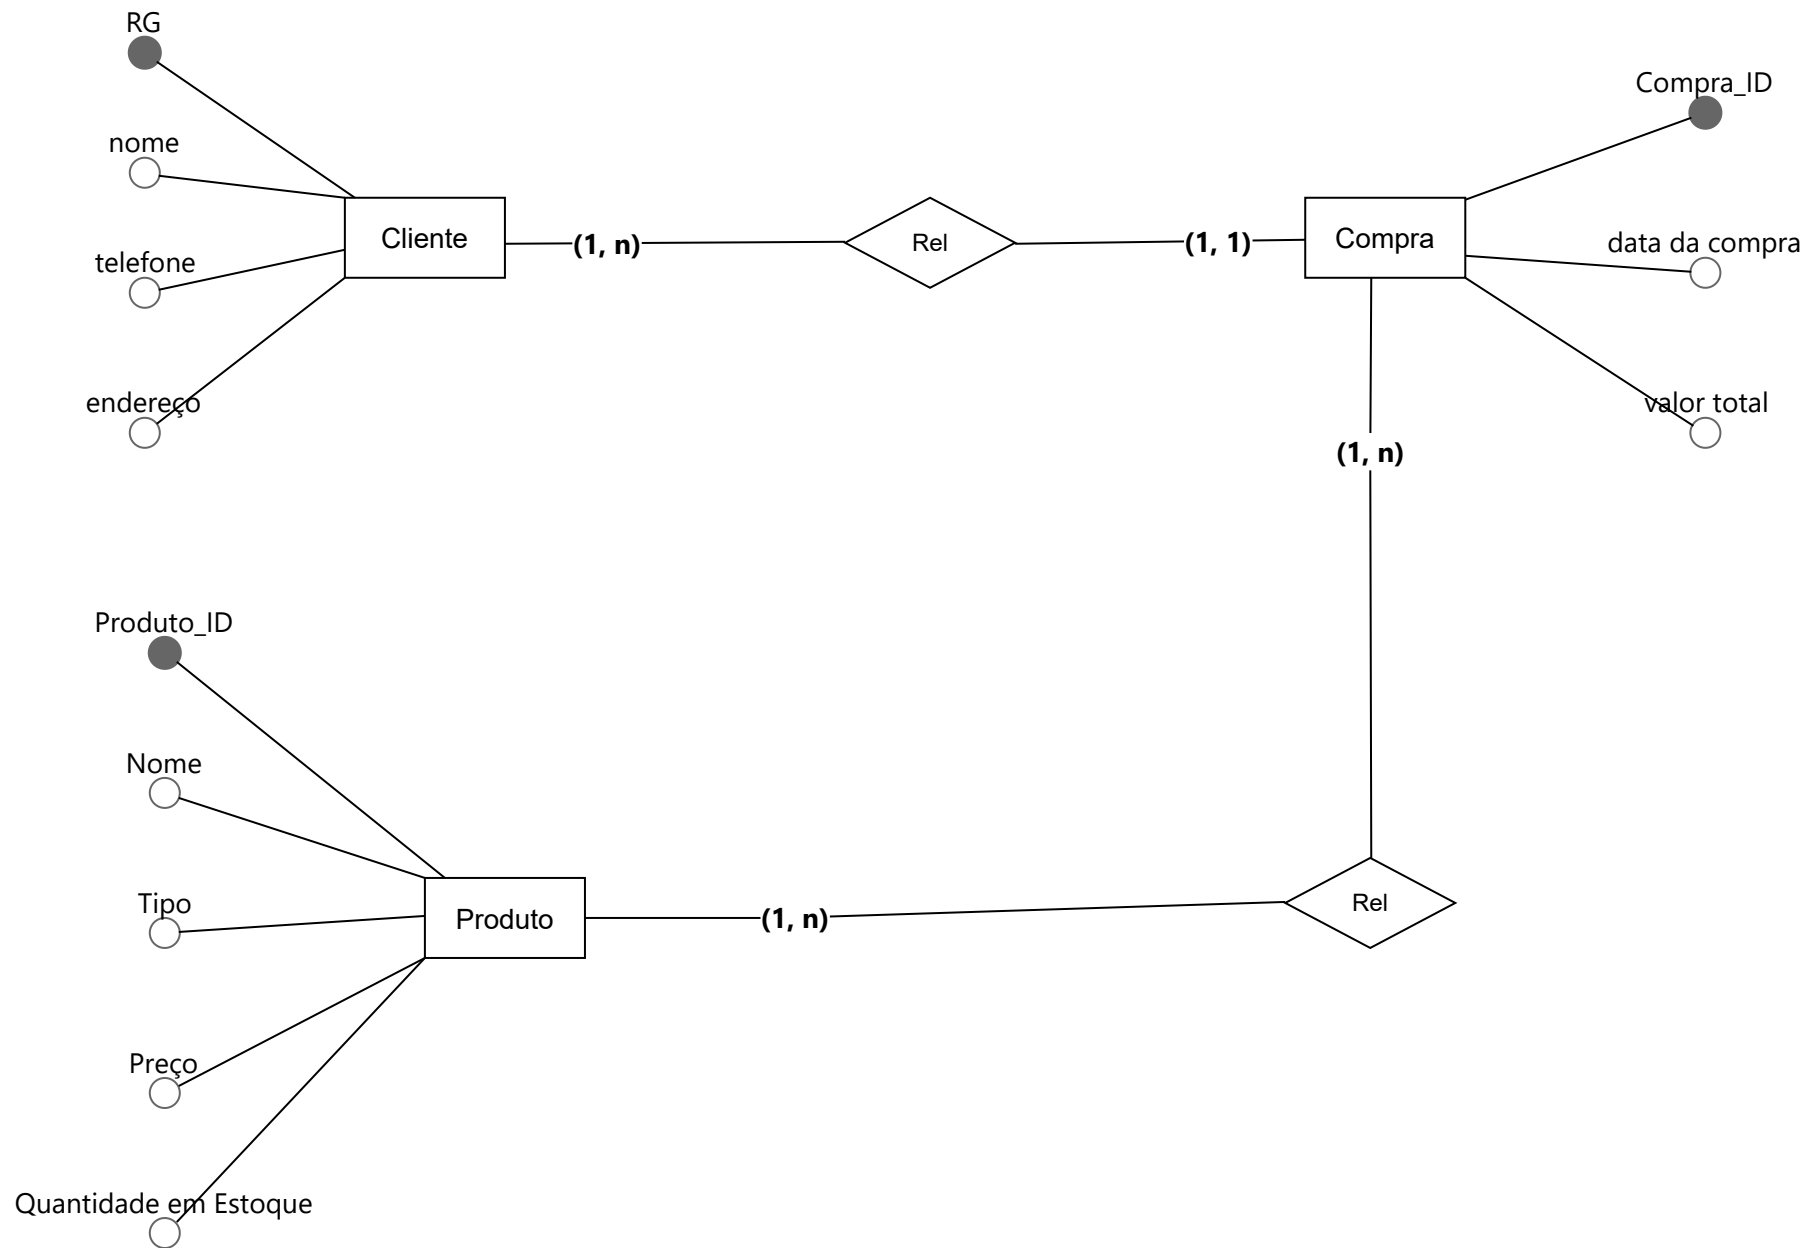 RG
Compra_ID
nome
Cliente
(1, n)
Rel
(1, 1)
Compra
data da compra
telefone
endereço
valor total
(1, n)
Produto_ID
Nome
Tipo
Produto
(1, n)
Rel
Preço
Quantidade em Estoque